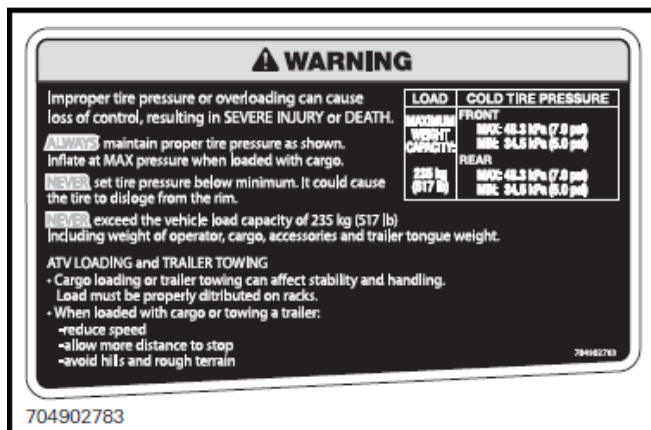 WARNING
Improper tire pressure or overloading can cause
loss of control, resulting in SEVERE INJURY or DEATH.
ALWAYS maintain proper tire pressure as shown.
Inflate at MAX pressure when loaded with cargo.
NEVER set tire pressure below minimum. It could cause
the tire to disloge from the rim.
NEVER exceed the vehicle load capacity of 235 kg (517 lb)
Including weight of operator, cargo, accessories and trailer tongue weight.
LOAD COLD TIRE PRESSURE
MAXIMUM
WEIGHT
CAPACITY:
235 kg
(517 lb)
FRONT
MAX: 48.3 kPa (7.0 psi)
MIN: 34.5 kPa (5.0 psi)
REAR
MAX: 48.3 kPa (7.0 psi)
MIN: 34.5 kPa (5.0 psi)
ATV LOADING and TRAILER TOWING
• Cargo loading or trailer towing can affect stability and handling.
Load must be properly ditributed on racks.
• When loaded with cargo or towing a trailer:
-reduce speed
-allow more distance to stop
-avoid hills and rough terrain
704902783
704902783